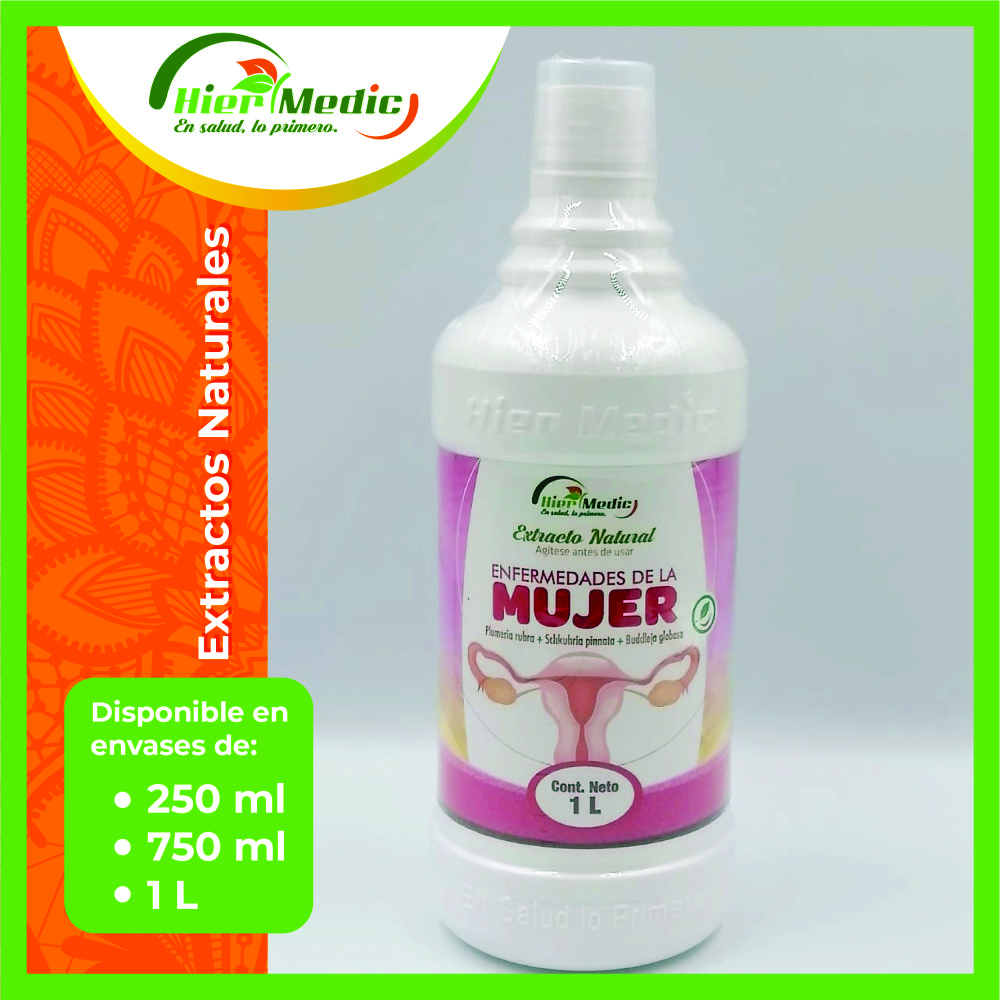 Hier Medic
En salud, lo primero.
Extractos Naturales
Disponible en
envases de:
• 250 ml
• 750 ml
• 1 L
Hier Medic
Hier Medic
En salud, lo primero.
Extracto Natural
Agítese antes de usar
ENFERMEDADES DE LA
MUJER
Plumeria rubra + Schkuhria pinnata + Buddleja globosa
Cont. Neto
1 L
En Salud lo Prime